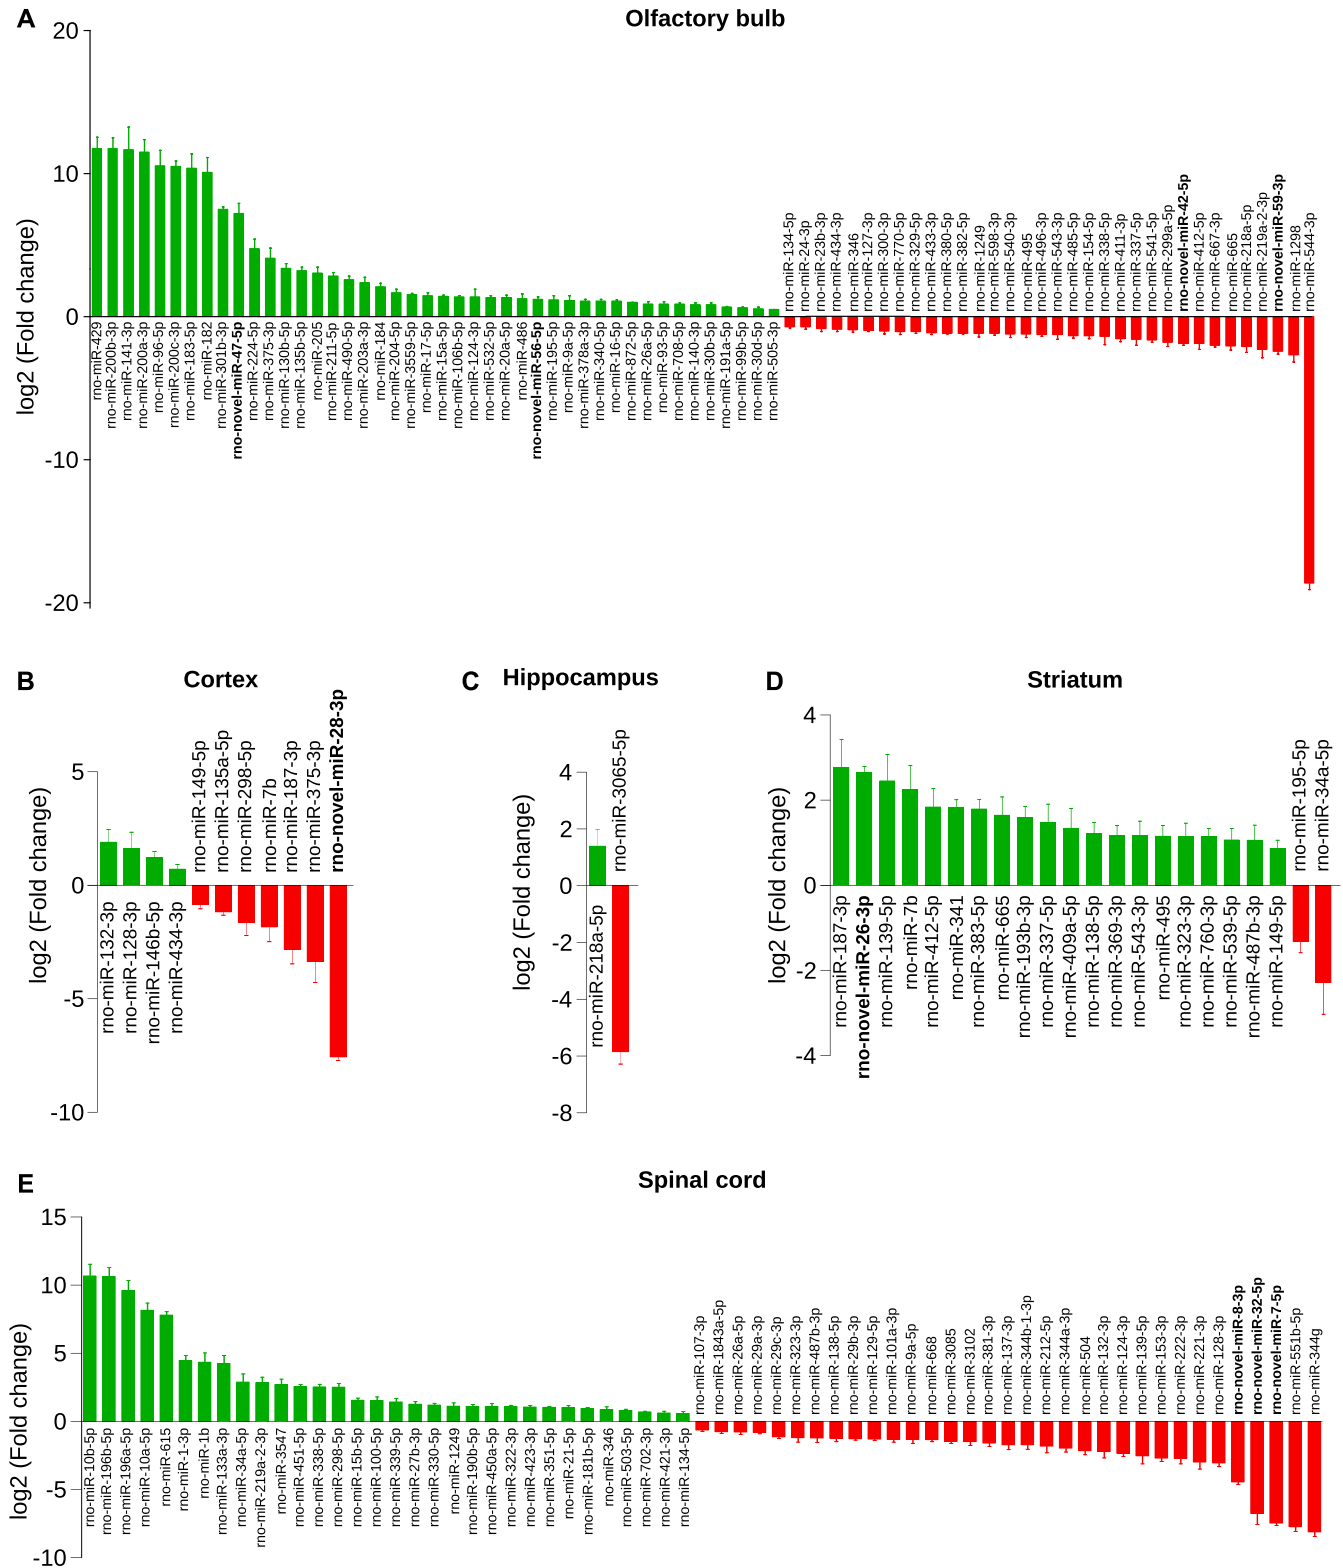 A
Olfactory bulb
log2 (Fold change)
20
10
0
-10
-20
rno-miR-429
rno-miR-200b-3p
rno-miR-141-3p
rno-miR-200a-3p
rno-miR-96-5p
rno-miR-200c-3p
rno-miR-183-5p
rno-miR-182
rno-miR-301b-3p
rno-novel-miR-47-5p
rno-miR-224-5p
rno-miR-375-3p
rno-miR-130b-5p
rno-miR-135b-5p
rno-miR-205
rno-miR-211-5p
rno-miR-490-5p
rno-miR-203a-3p
rno-miR-184
rno-miR-204-5p
rno-miR-3559-5p
rno-miR-17-5p
rno-miR-15a-5p
rno-miR-106b-5p
rno-miR-124-3p
rno-miR-532-5p
rno-miR-20a-5p
rno-miR-486
rno-novel-miR-56-5p
rno-miR-195-5p
rno-miR-9a-5p
rno-miR-378a-3p
rno-miR-340-5p
rno-miR-16-5p
rno-miR-872-5p
rno-miR-26a-5p
rno-miR-93-5p
rno-miR-708-5p
rno-miR-140-3p
rno-miR-30b-5p
rno-miR-191a-5p
rno-miR-99b-5p
rno-miR-30d-5p
rno-miR-505-3p
rno-miR-134-5p
rno-miR-24-3p
rno-miR-23b-3p
rno-miR-434-3p
rno-miR-346
rno-miR-127-3p
rno-miR-300-3p
rno-miR-770-5p
rno-miR-329-5p
rno-miR-433-3p
rno-miR-380-5p
rno-miR-382-5p
rno-miR-1249
rno-miR-598-3p
rno-miR-540-3p
rno-miR-495
rno-miR-496-3p
rno-miR-543-3p
rno-miR-485-5p
rno-miR-154-5p
rno-miR-338-5p
rno-miR-411-3p
rno-miR-337-5p
rno-miR-541-5p
rno-miR-299a-5p
rno-novel-miR-42-5p
rno-miR-412-5p
rno-miR-667-3p
rno-miR-665
rno-miR-218a-5p
rno-miR-219a-2-3p
rno-novel-miR-59-3p
rno-miR-1298
rno-miR-544-3p
B
Cortex
log2 (Fold change)
5
0
-5
-10
rno-miR-132-3p
rno-miR-128-3p
rno-miR-146b-5p
rno-miR-434-3p
rno-miR-149-5p
rno-miR-135a-5p
rno-miR-298-5p
rno-miR-7b
rno-miR-187-3p
rno-miR-375-3p
rno-novel-miR-28-3p
C
Hippocampus
log2 (Fold change)
4
2
0
-2
-4
-6
-8
rno-miR-218a-5p
rno-miR-3065-5p
D
Striatum
log2 (Fold change)
4
2
0
-2
-4
rno-miR-187-3p
rno-novel-miR-26-3p
rno-miR-139-5p
rno-miR-7b
rno-miR-412-5p
rno-miR-341
rno-miR-383-5p
rno-miR-665
rno-miR-193b-3p
rno-miR-337-5p
rno-miR-409a-5p
rno-miR-138-5p
rno-miR-369-3p
rno-miR-543-3p
rno-miR-495
rno-miR-323-3p
rno-miR-760-3p
rno-miR-539-5p
rno-miR-487b-3p
rno-miR-149-5p
rno-miR-195-5p
rno-miR-34a-5p
E
Spinal cord
log2 (Fold change)
15
10
5
0
-5
-10
rno-miR-10b-5p
rno-miR-196b-5p
rno-miR-196a-5p
rno-miR-10a-5p
rno-miR-615
rno-miR-1-3p
rno-miR-1b
rno-miR-133a-3p
rno-miR-34a-5p
rno-miR-219a-2-3p
rno-miR-3547
rno-miR-451-5p
rno-miR-338-5p
rno-miR-298-5p
rno-miR-15b-5p
rno-miR-100-5p
rno-miR-339-5p
rno-miR-27b-3p
rno-miR-330-5p
rno-miR-1249
rno-miR-190b-5p
rno-miR-450a-5p
rno-miR-322-3p
rno-miR-423-3p
rno-miR-351-5p
rno-miR-21-5p
rno-miR-181b-5p
rno-miR-346
rno-miR-503-5p
rno-miR-702-3p
rno-miR-421-3p
rno-miR-134-5p
rno-miR-107-3p
rno-miR-1843a-5p
rno-miR-26a-5p
rno-miR-29a-3p
rno-miR-29c-3p
rno-miR-323-3p
rno-miR-487b-3p
rno-miR-138-5p
rno-miR-29b-3p
rno-miR-129-5p
rno-miR-101a-3p
rno-miR-9a-5p
rno-miR-668
rno-miR-3085
rno-miR-3102
rno-miR-381-3p
rno-miR-137-3p
rno-miR-344b-1-3p
rno-miR-212-5p
rno-miR-344a-3p
rno-miR-504
rno-miR-132-3p
rno-miR-124-3p
rno-miR-139-5p
rno-miR-153-3p
rno-miR-222-3p
rno-miR-221-3p
rno-miR-128-3p
rno-novel-miR-8-3p
rno-novel-miR-32-5p
rno-novel-miR-7-5p
rno-miR-551b-5p
rno-miR-344g